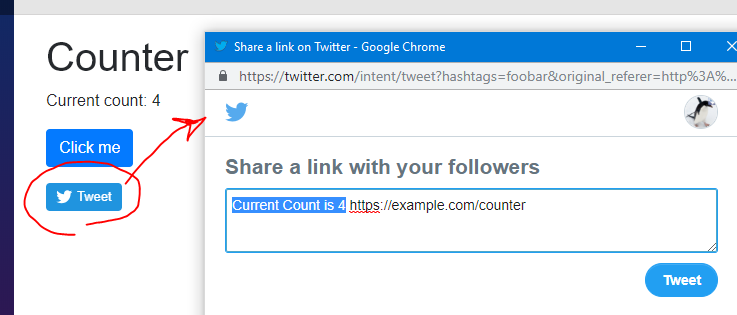 Counter
Current count: 4
Click me
Tweet
Share a link on Twitter - Google Chrome
https://twitter.com/intent/tweet?hashtags=foobar&original_referer=http%3A%...
Share a link with your followers
Current Count is 4 https://example.com/counter
Tweet